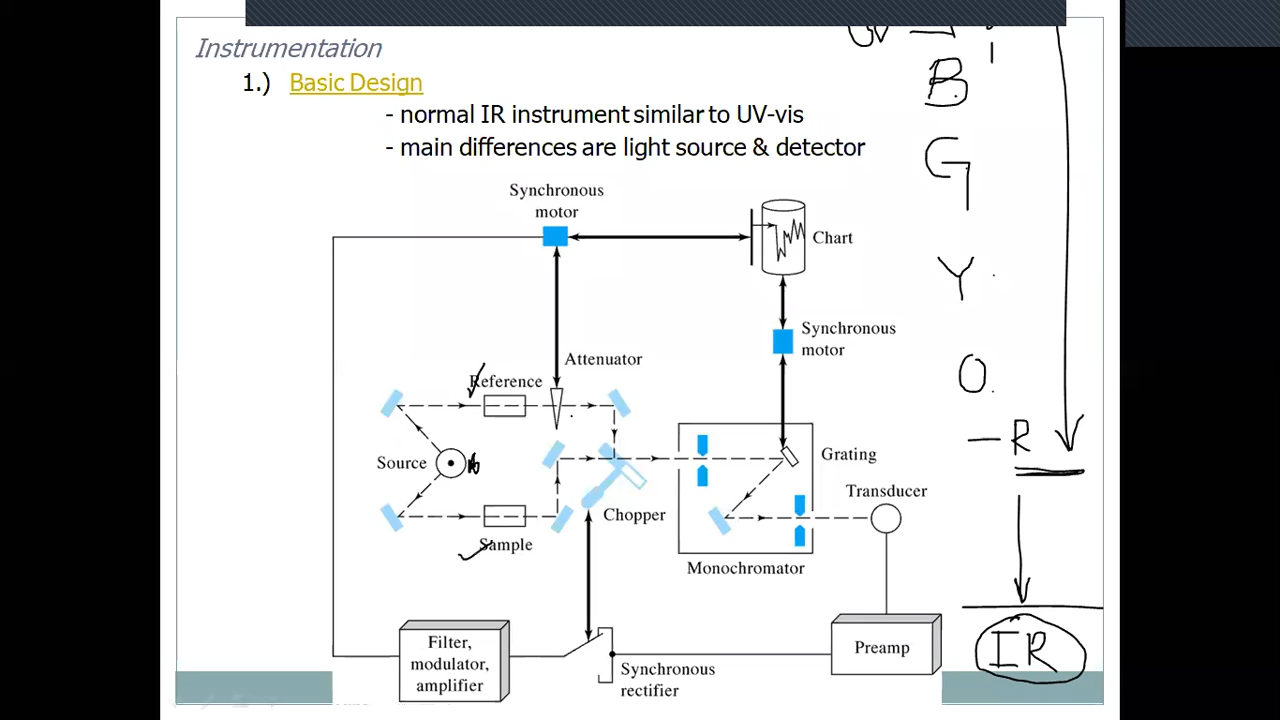 Instrumentation
1.) Basic Design
- normal IR instrument similar to UV-vis
- main differences are light source & detector
Synchronous
motor
Chart
Synchronous
motor
Attenuator
Reference
Source
Sample
Chopper
Grating
Transducer
Monochromator
Filter,
modulator,
amplifier
Synchronous
rectifier
Preamp
B
G
Y
O
R
IR